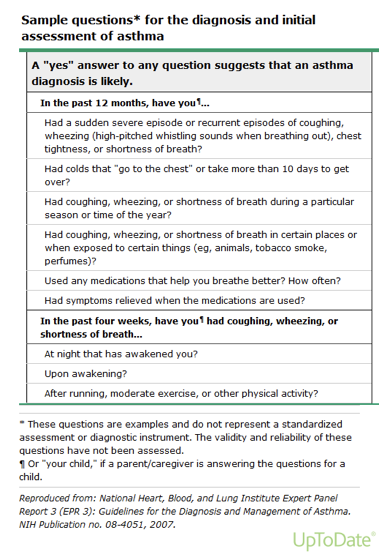 Sample questions* for the diagnosis and initial
assessment of asthma
A "yes" answer to any question suggests that an asthma
diagnosis is likely.
In the past 12 months, have you¶...
Had a sudden severe episode or recurrent episodes of coughing,
wheezing (high-pitched whistling sounds when breathing out), chest
tightness, or shortness of breath?
Had colds that "go to the chest" or take more than 10 days to get
over?
Had coughing, wheezing, or shortness of breath during a particular
season or time of the year?
Had coughing, wheezing, or shortness of breath in certain places or
when exposed to certain things (eg, animals, tobacco smoke,
perfumes)?
Used any medications that help you breathe better? How often?
Had symptoms relieved when the medications are used?
In the past four weeks, have you¶ had coughing, wheezing, or
shortness of breath...
At night that has awakened you?
Upon awakening?
After running, moderate exercise, or other physical activity?
* These questions are examples and do not represent a standardized
assessment or diagnostic instrument. The validity and reliability of these
questions have not been assessed.
¶ Or "your child," if a parent/caregiver is answering the questions for a
child.
Reproduced from: National Heart, Blood, and Lung Institute Expert Panel
Report 3 (EPR 3): Guidelines for the Diagnosis and Management of Asthma.
NIH Publication no. 08-4051, 2007.
UpToDate®